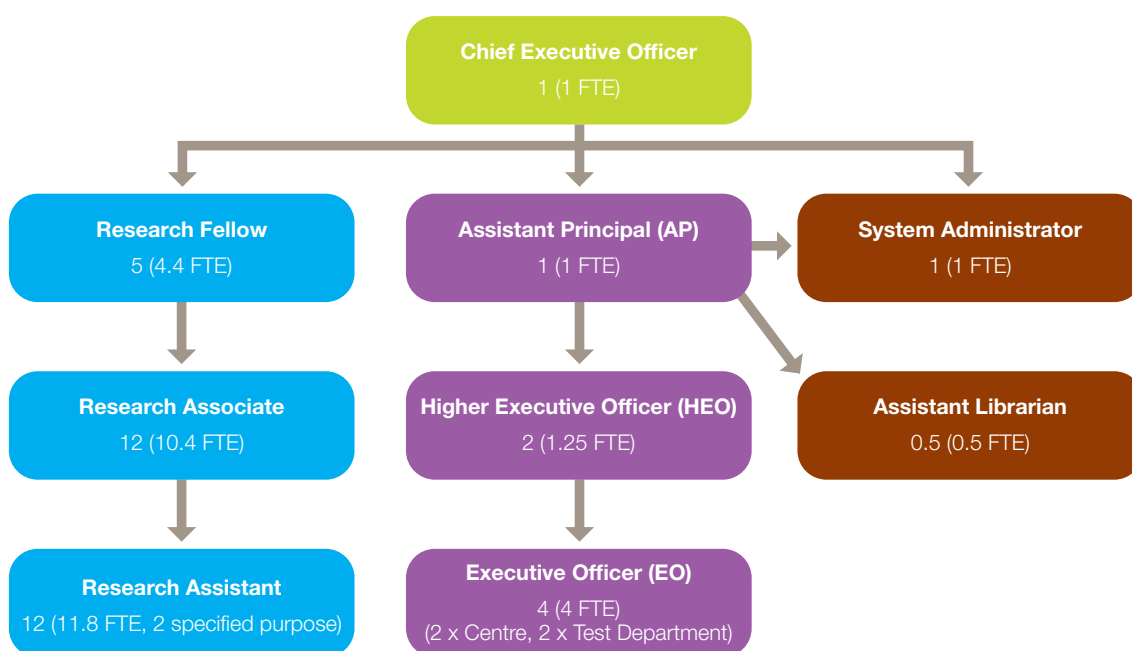 Chief Executive Officer
1 (1 FTE)
Research Fellow
5 (4.4 FTE)
Assistant Principal (AP)
1 (1 FTE)
System Administrator
1 (1 FTE)
Research Associate
12 (10.4 FTE)
Higher Executive Officer (HEO)
2 (1.25 FTE)
Assistant Librarian
0.5 (0.5 FTE)
Research Assistant
12 (11.8 FTE, 2 specified purpose)
Executive Officer (EO)
4 (4 FTE)
(2 x Centre, 2 x Test Department)